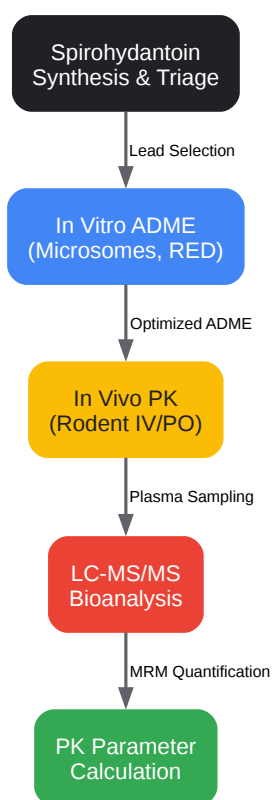 Spirohydantoin
Synthesis & Triage
Lead Selection
In Vitro ADME
(Microsomes, RED)
Optimized ADME
In Vivo PK
(Rodent IV/PO)
Plasma Sampling
LC-MS/MS
Bioanalysis
MRM Quantification
PK Parameter
Calculation